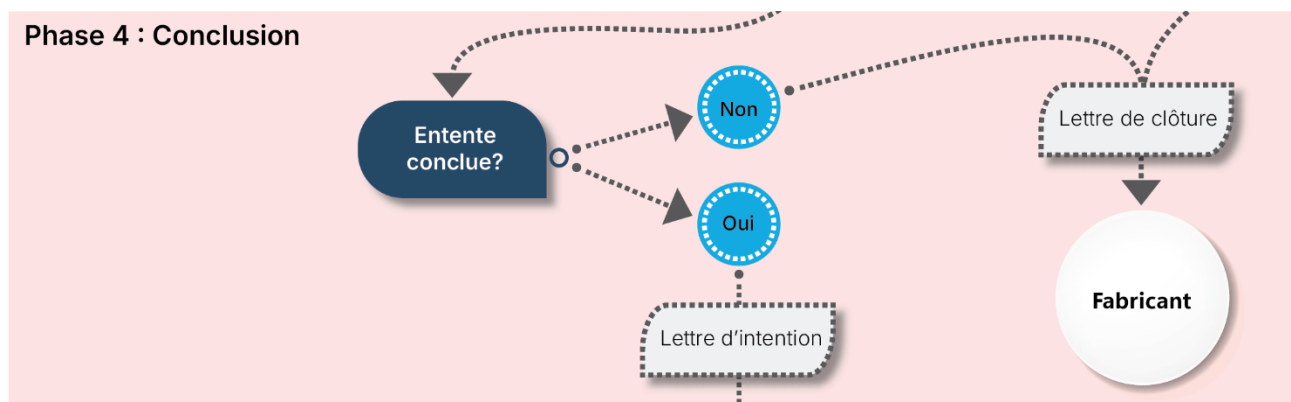 Phase 4 : Conclusion
Entente
conclue?
Non
Oui
Lettre d'intention
Lettre de clôture
Fabricant